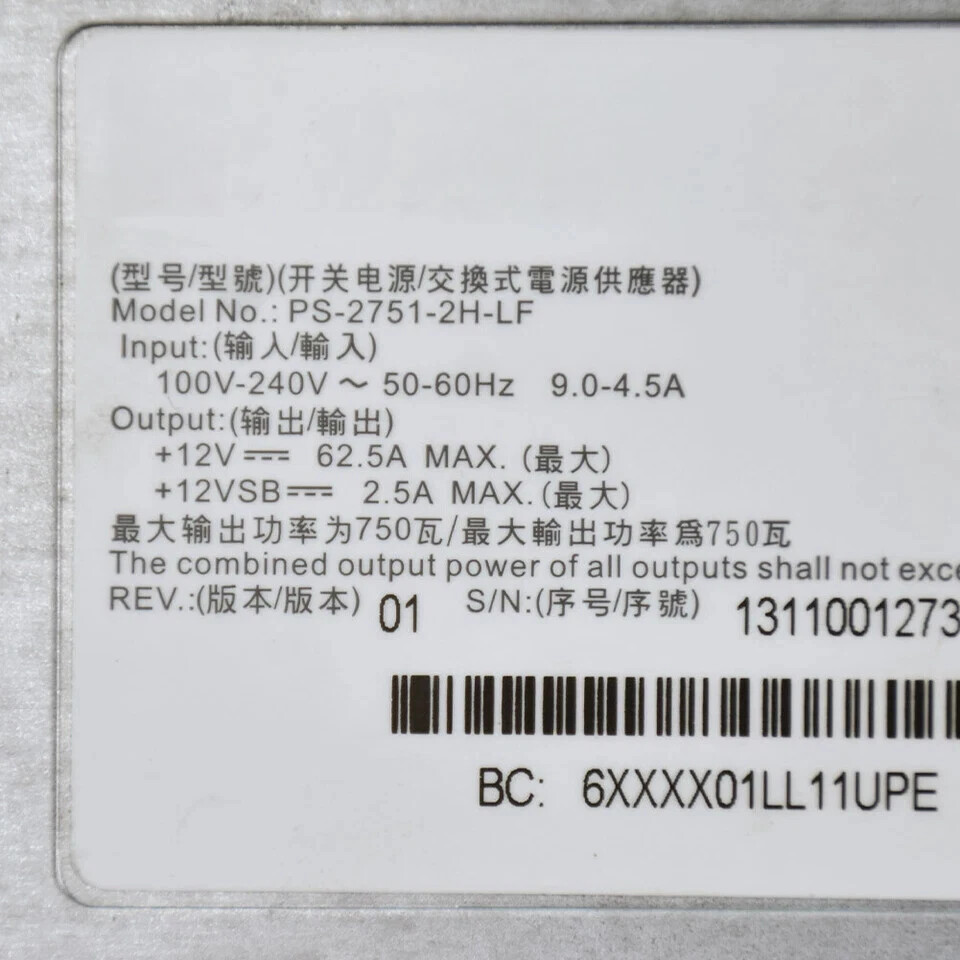 (型号/型號)(开关电源/交換式電源供應器)
Model No.: PS-2751-2H-LF
Input:(输入/輸入)
100V-240V ～ 50-60Hz 9.0-4.5A
Output:(输出/輸出)
+12V⎓ 62.5A MAX. (最大)
+12VSB⎓ 2.5A MAX. (最大)
最大输出功率为750瓦/最大輸出功率為750瓦
The combined output power of all outputs shall not exce
REV.:(版本/版本) 01 S/N:(序号/序號) 1311001273
BC: 6XXXX01LL11UPE